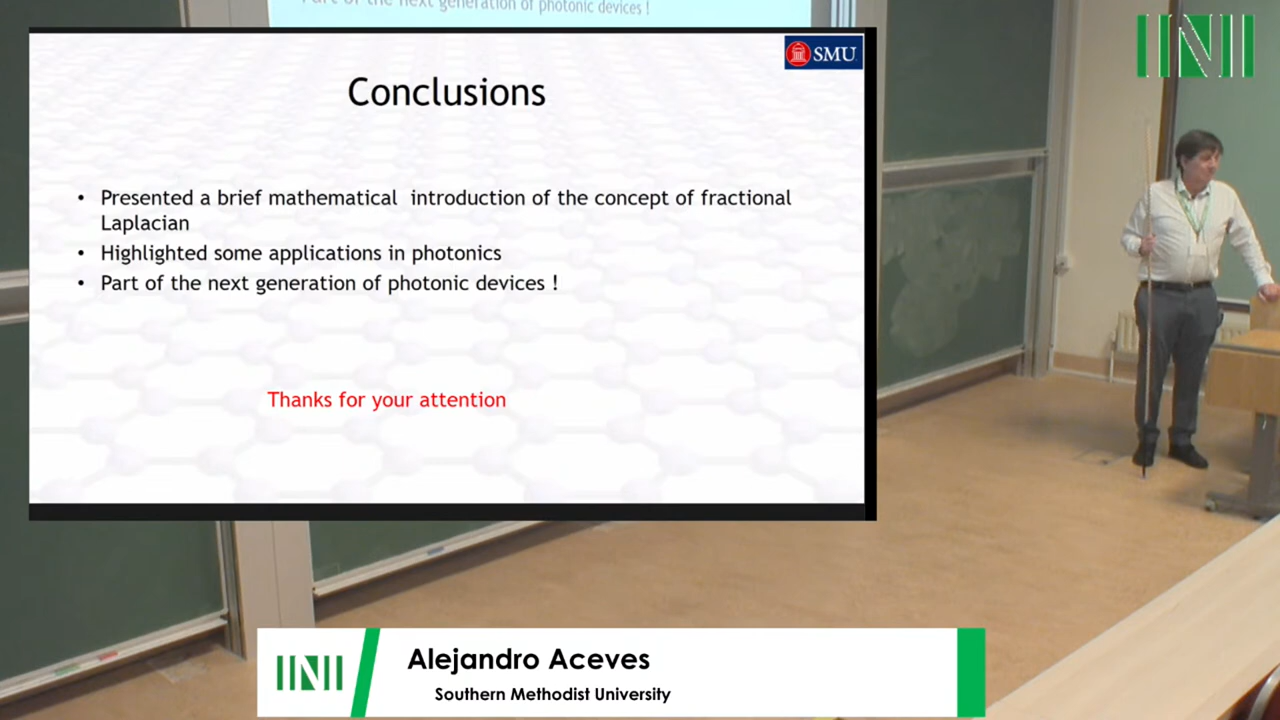 Part of the next generation of photonic devices !
SMU
Conclusions
• Presented a brief mathematical introduction of the concept of fractional
Laplacian
• Highlighted some applications in photonics
• Part of the next generation of photonic devices !
Thanks for your attention
INI
INI
Alejandro Aceves
Southern Methodist University